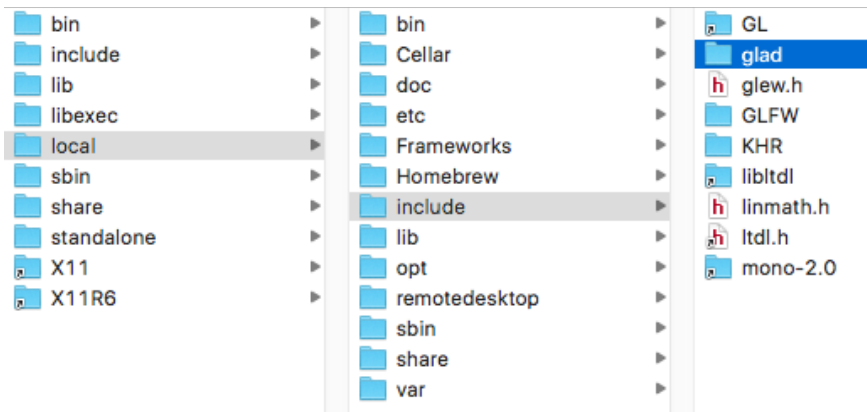 bin
include
lib
libexec
local
sbin
share
standalone
X11
X11R6
bin
Cellar
doc
etc
Frameworks
Homebrew
include
lib
opt
remotedesktop
sbin
share
var
GL
glad
h glew.h
GLFW
KHR
libltdl
h linmath.h
h ltdl.h
mono-2.0